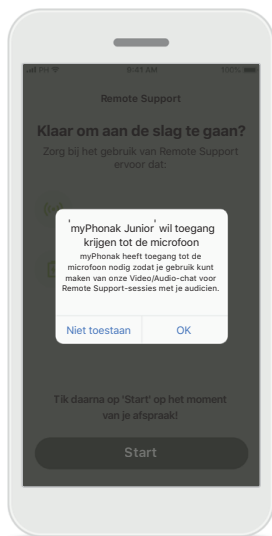 PH 9:41 AM 100%
Remote Support
Klaar om aan de slag te gaan?
Zorg bij het gebruik van Remote Support
ervoor dat:
'myPhonak Junior' wil toegang
krijgen tot de microfoon
myPhonak heeft toegang tot de
microfoon nodig zodat je gebruik kunt
maken van onze Video/Audio-chat voor
Remote Support-sessies met je audicien.
Niet toestaan OK
Tik daarna op 'Start' op het moment
van je afspraak!
Start